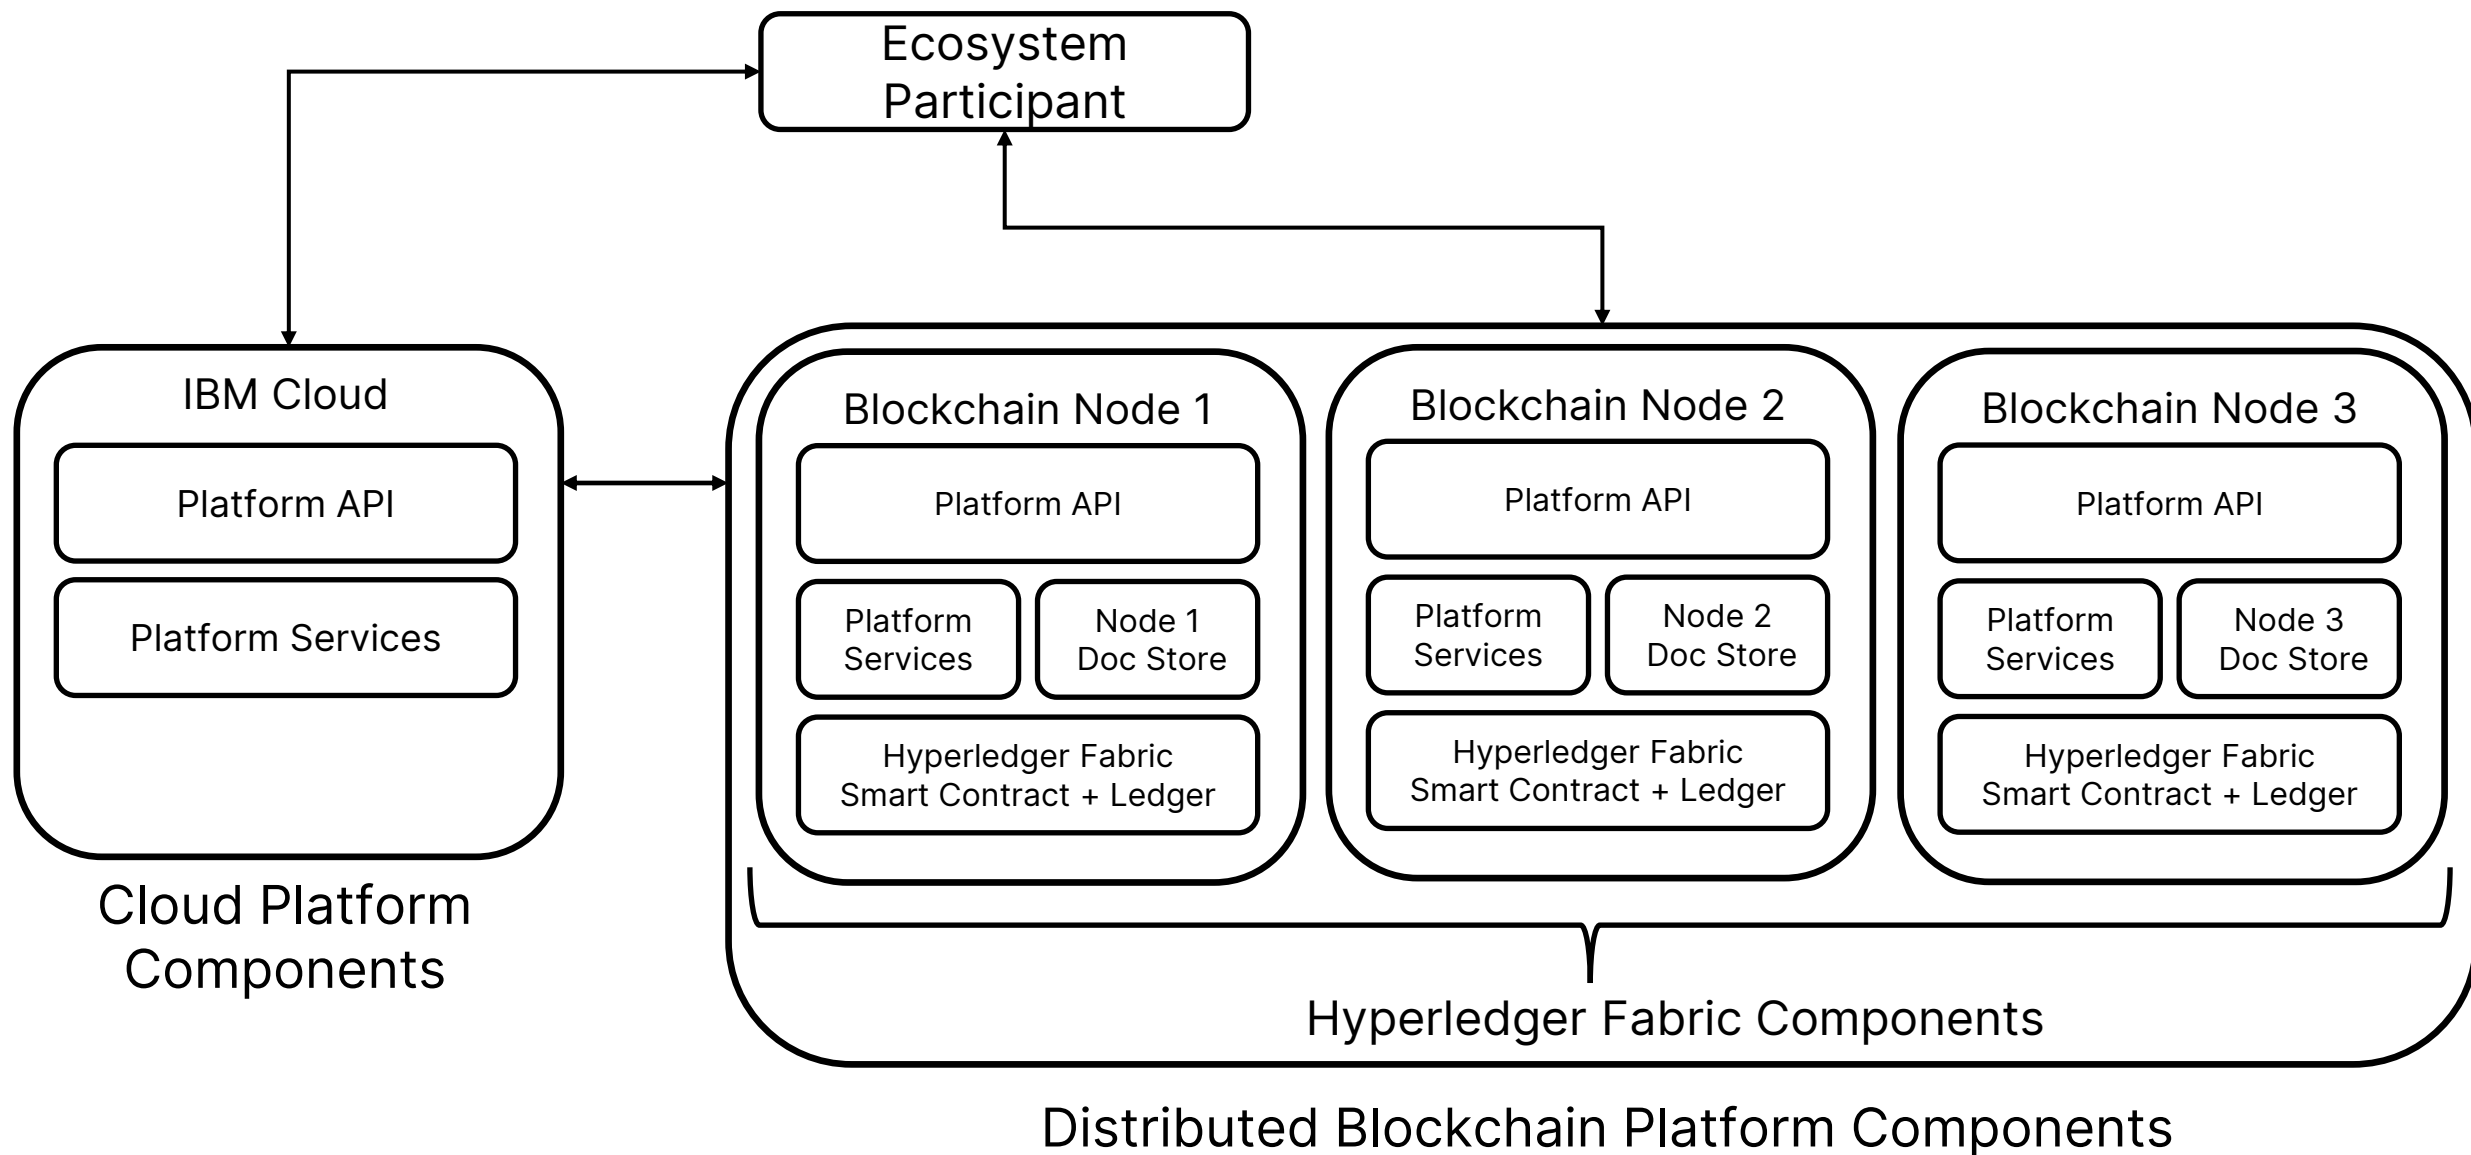 Ecosystem
Participant
IBM Cloud
Platform API
Platform Services
Cloud Platform
Components
Blockchain Node 1
Platform API
Platform
Services
Node 1
Doc Store
Hyperledger Fabric
Smart Contract + Ledger
Blockchain Node 2
Platform API
Platform
Services
Node 2
Doc Store
Hyperledger Fabric
Smart Contract + Ledger
Blockchain Node 3
Platform API
Platform
Services
Node 3
Doc Store
Hyperledger Fabric
Smart Contract + Ledger
Hyperledger Fabric Components
Distributed Blockchain Platform Components